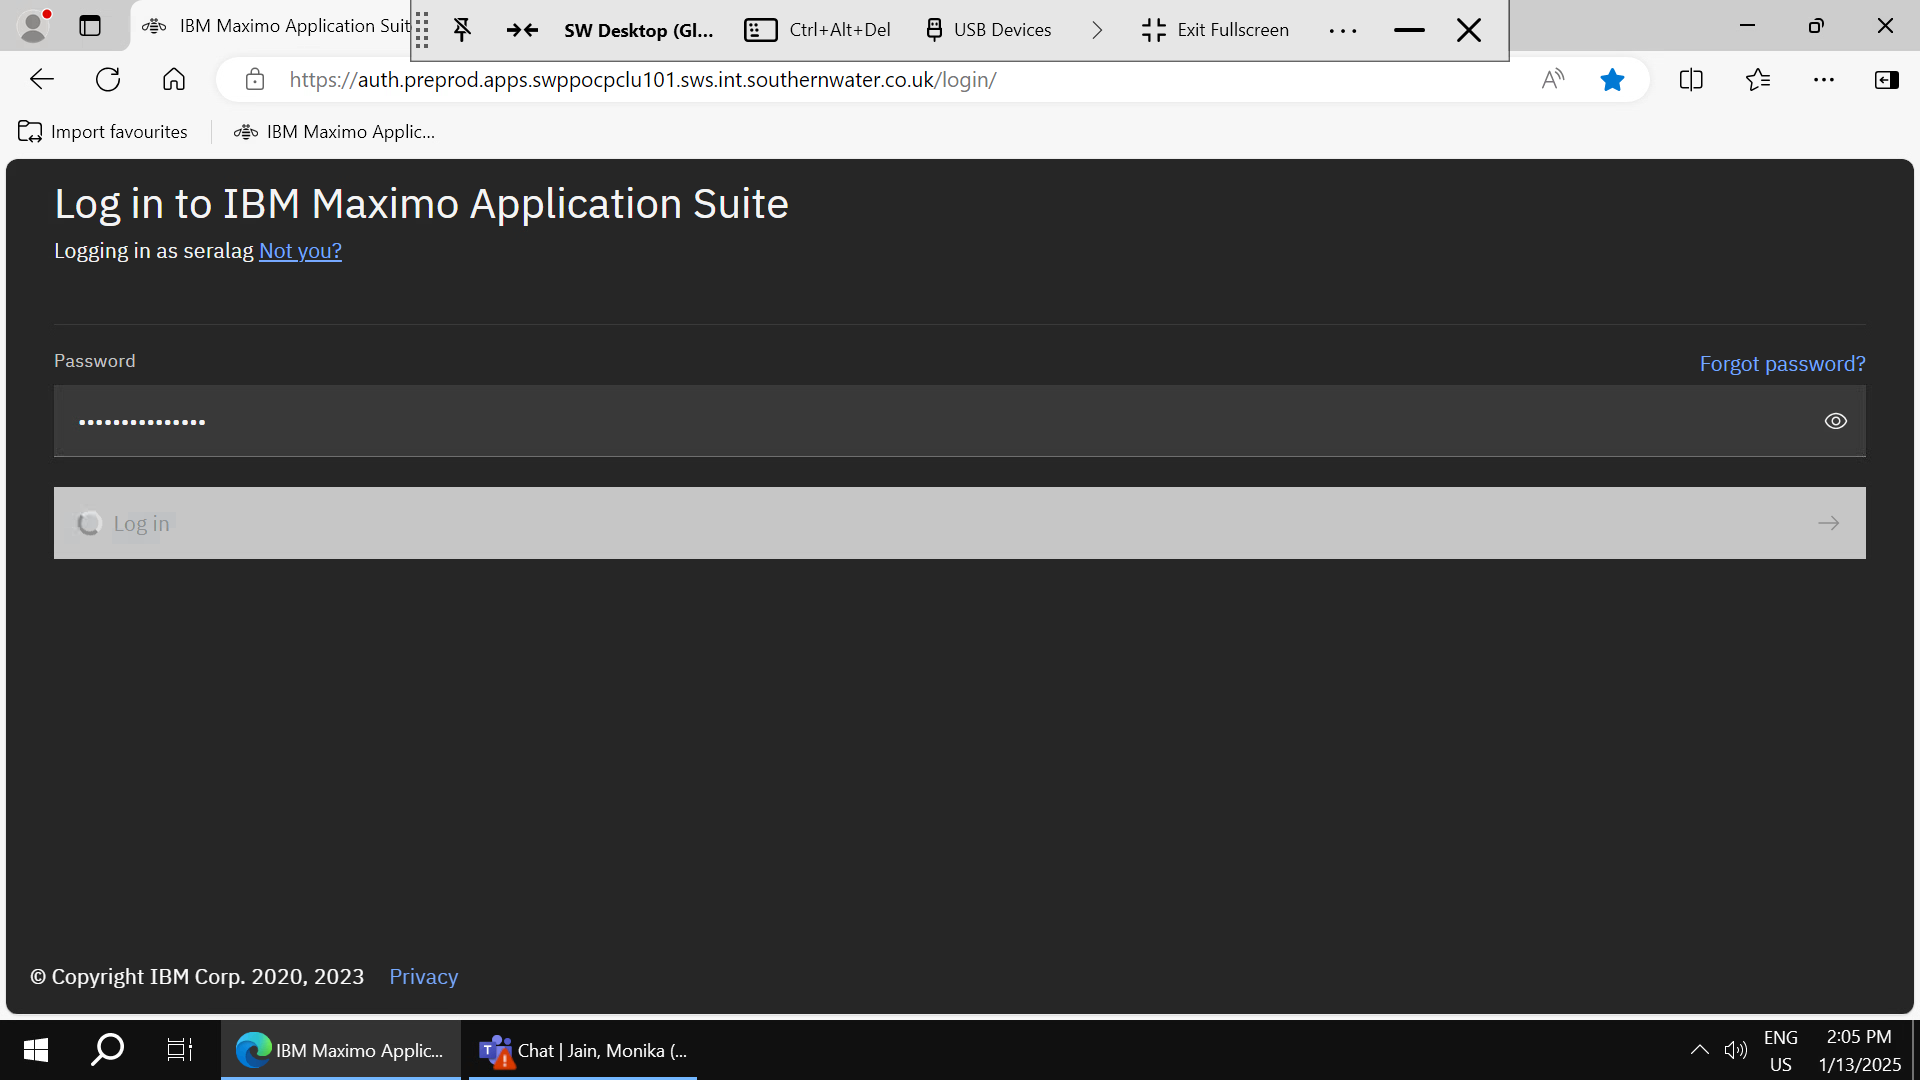 IBM Maximo Application Suit
SW Desktop (Gl...
Ctrl+Alt+Del
USB Devices
Exit Fullscreen
https://auth.preprod.apps.swppocpclu101.sws.int.southernwater.co.uk/login/
Import favourites
IBM Maximo Applic...
Log in to IBM Maximo Application Suite
Logging in as seralag Not you?
Password
Forgot password?
Log in
© Copyright IBM Corp. 2020, 2023 Privacy
IBM Maximo Applic...
Chat | Jain, Monika (...
ENG
US
2:05 PM
1/13/2025